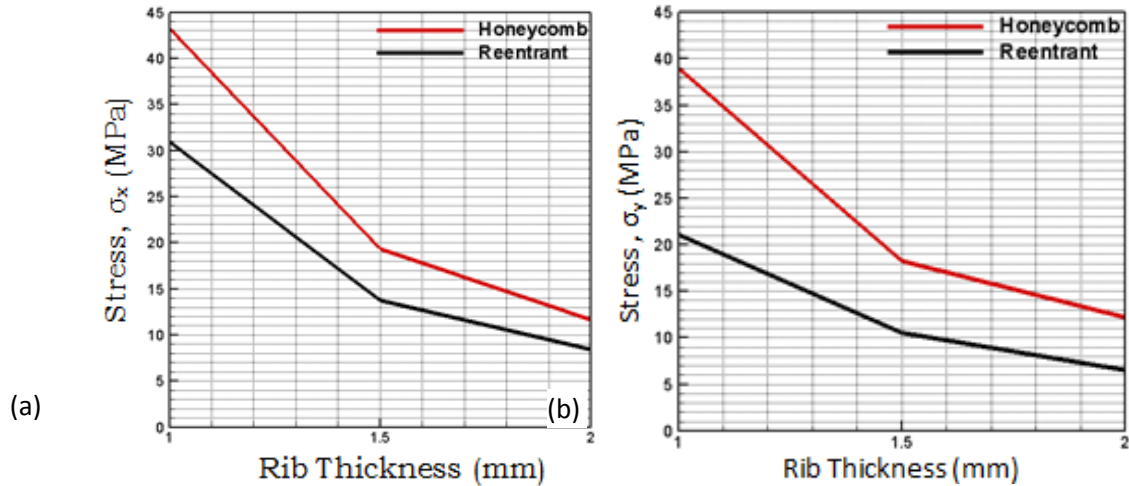 Honeycomb
Reentrant
Stress, σx (MPa)
45
40
35
30
25
20
15
10
5
0
1
1.5
2
Rib Thickness (mm)
(a)
Honeycomb
Reentrant
Stress , σy (MPa)
45
40
35
30
25
20
15
10
5
0
1
1.5
2
Rib Thickness (mm)
(b)